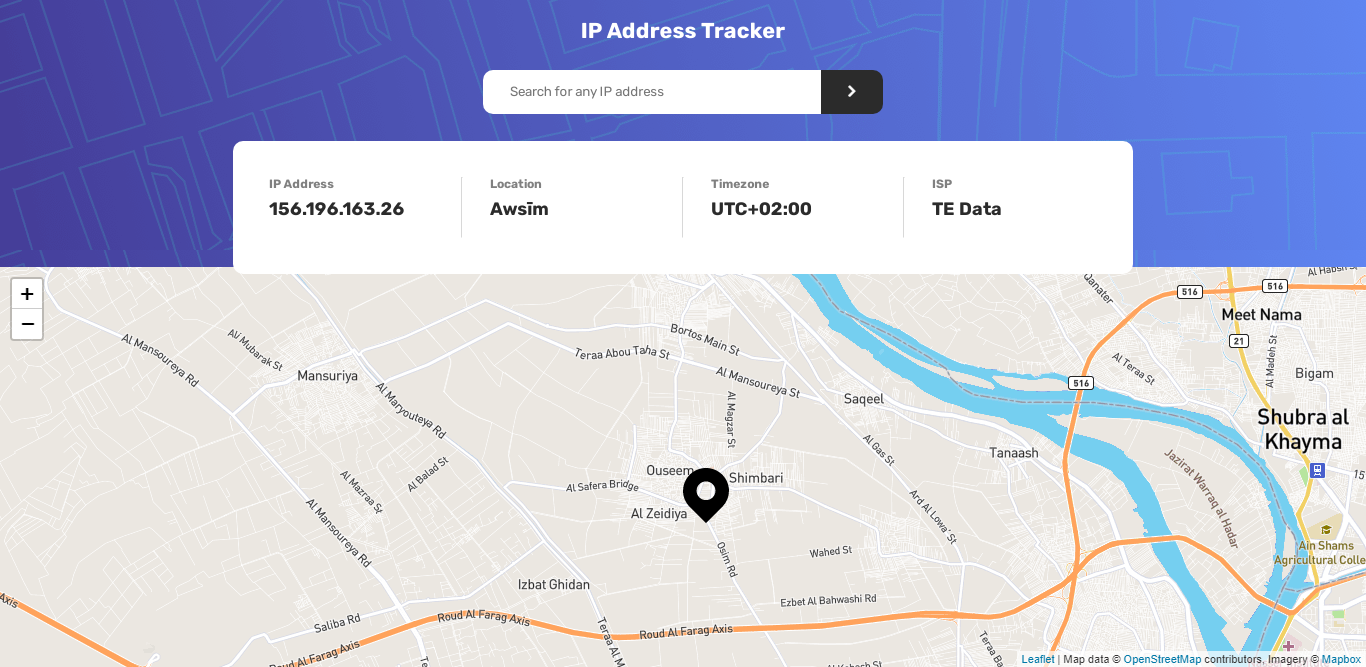 IP Address Tracker
Search for any IP address
IP Address
156.196.163.26
Location
Awsīm
Timezone
UTC+02:00
ISP
TE Data
+
−
Al Mansoureya Rd
Ali Mubarak St
Mansuriya
Al Maryouteya Rd
Teraa Abou Taha St
Bortos Main St
Al Mansoureya St
Al Magzar St
Saqeel
Qanater
516
516
Al Habsh St
Meet Nama
21
Al Madeh St
Bigam
516
Al Teraa St
Shubra al
Khayma
15
Al Balad St
Al Mazraa St
Al Mansoureya Rd
Ouseem
Shimbari
Al Safera Bridge
Al Zeidiya
Al Gas St
Tanaash
Ard Al Lowa' St
Jazirat Warraq al Hadar
Ain Shams
Agricultural Colle
Osim Rd
Wahed St
Izbat Ghidan
Ezbet Al Bahwashi Rd
Axis
Saliba Rd
Roud Al Farag Axis
Roud Al Farag Axis
oud Al Farag Axis
Teraa Al M
Te
Teraa Al
Al Kebash St
Leaflet | Map data © OpenStreetMap contributors, Imagery © Mapbox